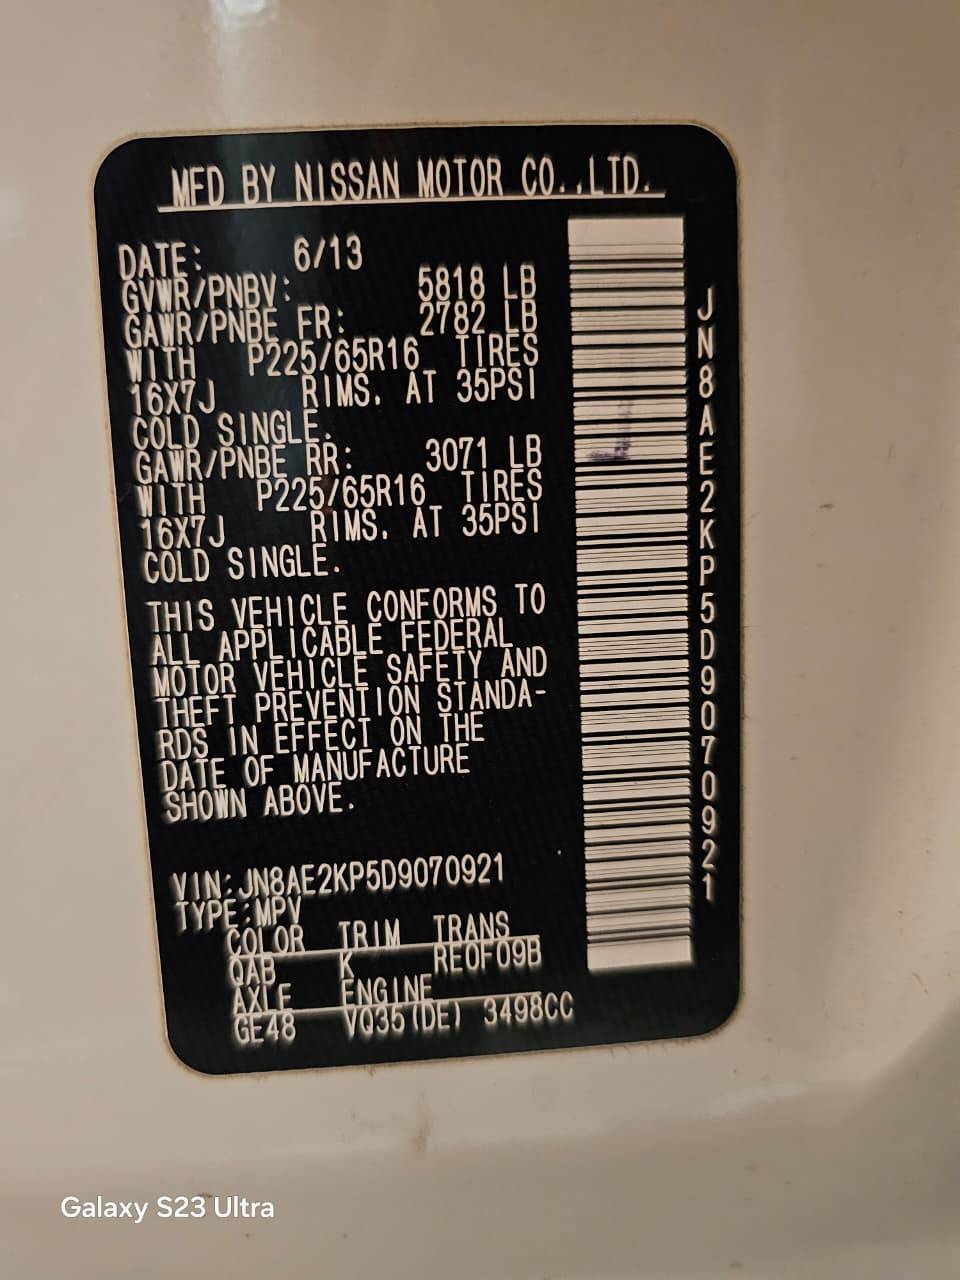 MFD BY NISSAN MOTOR CO.,LTD.
DATE: 6/13
GVWR/PNBV: 5818 LB
GAWR/PNBE FR: 2782 LB
WITH P225/65R16 TIRES
16X7J RIMS. AT 35PSI
COLD SINGLE.
GAWR/PNBE RR: 3071 LB
WITH P225/65R16 TIRES
16X7J RIMS. AT 35PSI
COLD SINGLE.
THIS VEHICLE CONFORMS TO
ALL APPLICABLE FEDERAL
MOTOR VEHICLE SAFETY AND
THEFT PREVENTION STANDA-
RDS IN EFFECT ON THE
DATE OF MANUFACTURE
SHOWN ABOVE.
VIN:JN8AE2KP5D9070921
TYPE:MPV
COLOR TRIM TRANS
QAB K RE0F09B
AXLE ENGINE
GE48 VQ35(DE) 3498CC
JN8AE2KP5D9070921
Galaxy S23 Ultra